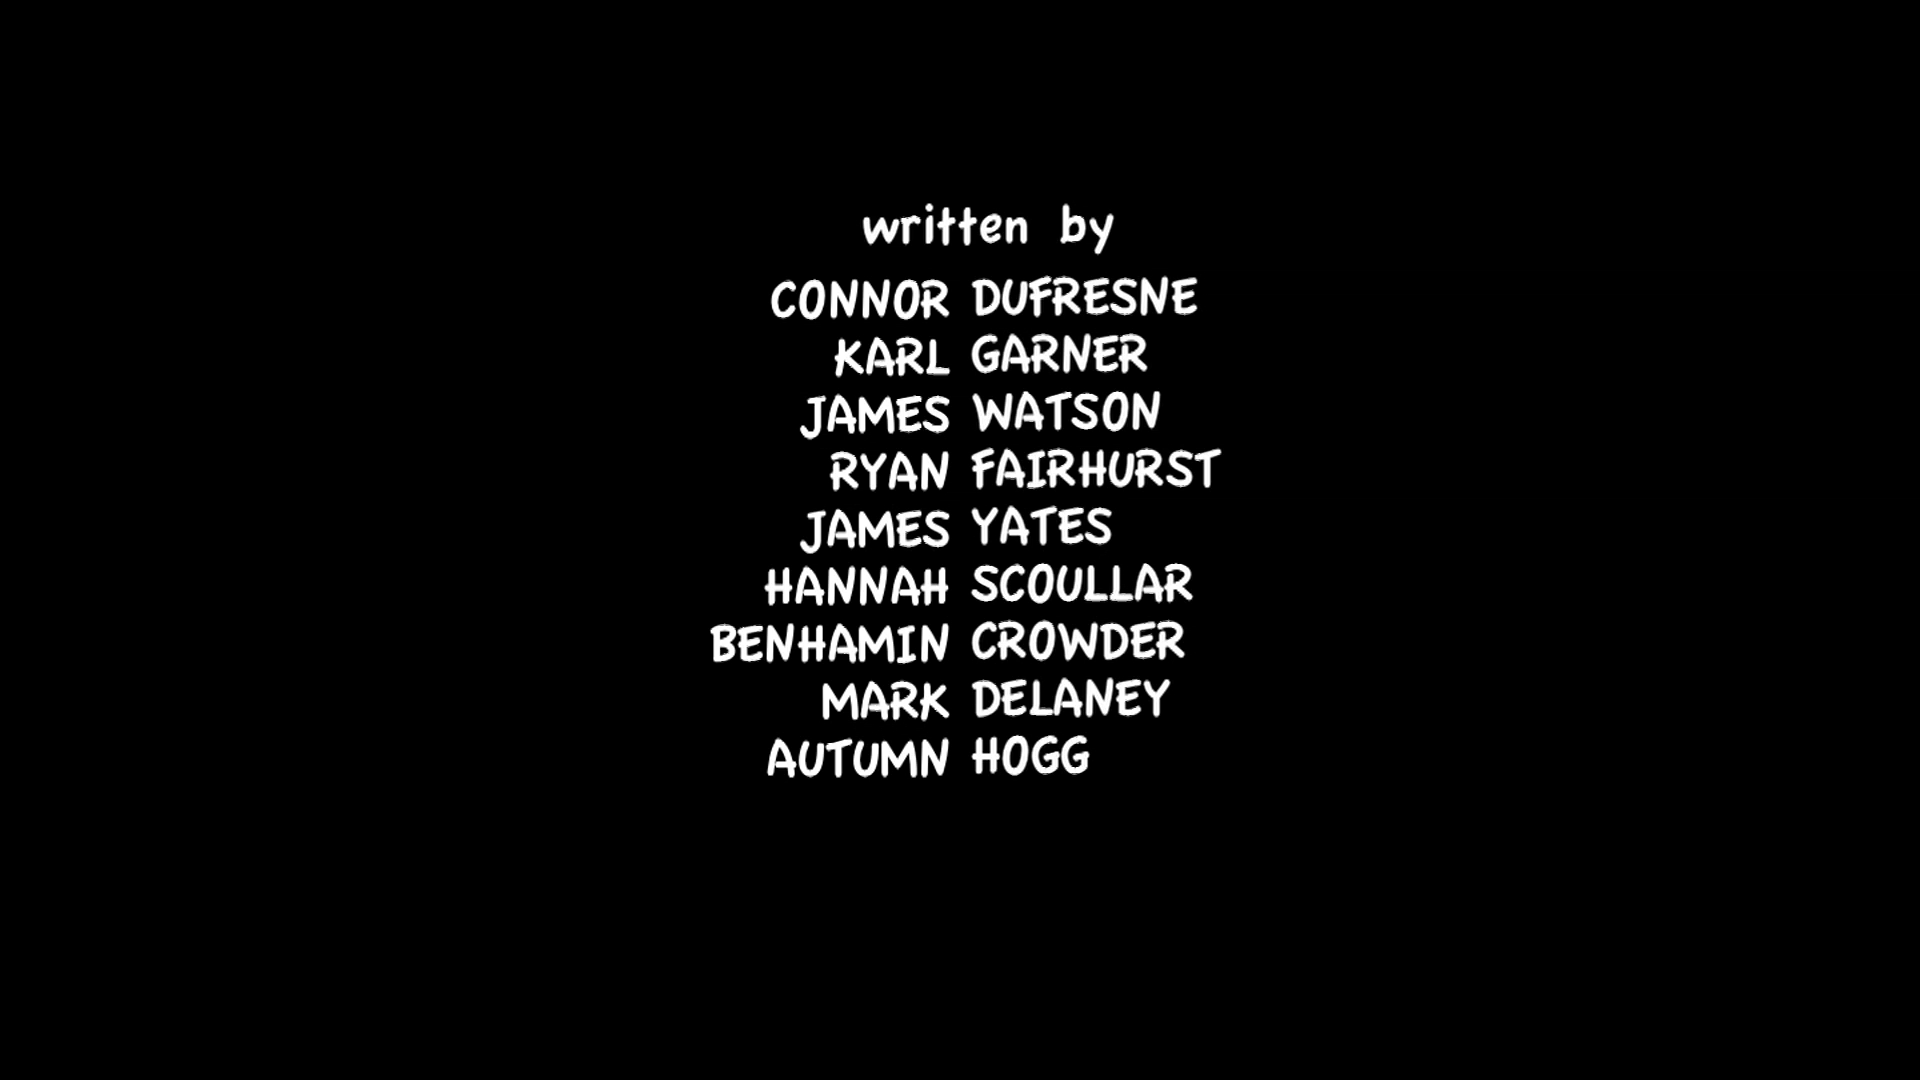 written by
CONNOR DUFRESNE
KARL GARNER
JAMES WATSON
RYAN FAIRHURST
JAMES YATES
HANNAH SCOULLAR
BENHAMIN CROWDER
MARK DELANEY
AUTUMN HOGG